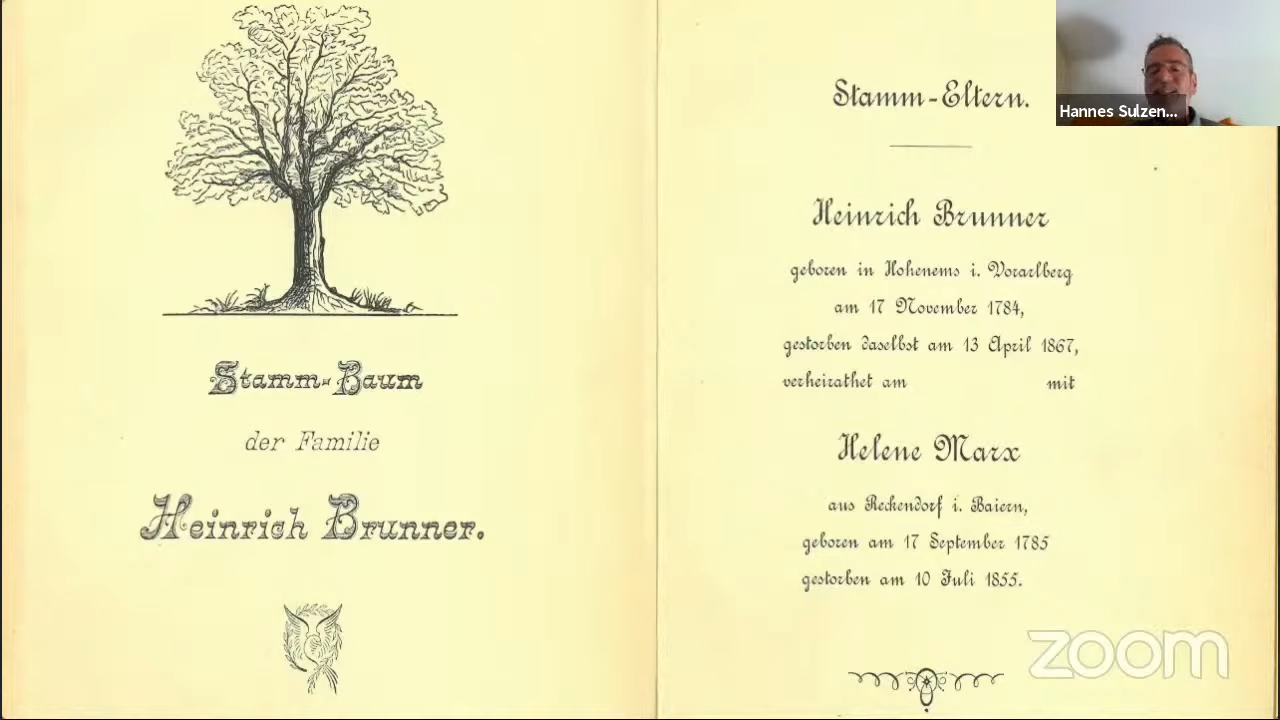 Stamm-Baum
der Familie
Heinrich Brunner.
Stamm-Eltern.
Heinrich Brunner
geboren in Hohenems i. Vorarlberg
am 17 November 1784,
gestorben daselbst am 13 April 1867,
verheirathet am mit
Helene Marx
aus Reckendorf i. Baiern,
geboren am 17 September 1785
gestorben am 10 Juli 1855.
Hannes Sulzen...
zoom